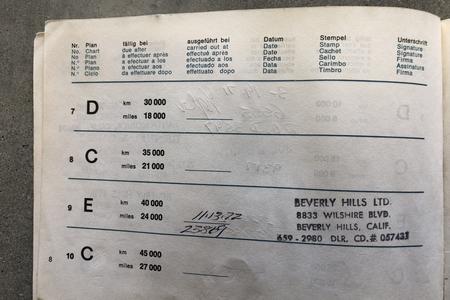 Nr. Plan fällig bei ausgeführt bei Datum Stempel Unterschrift
No. Chart due after carried out at Date Stamp Signature
No Plan à effectuer après effectué après Date Cachet Signature
N.° Plan a efectuar a los efectuado a los Fecha Sello Firma
N.° Plano a efectuar aos efectuado aos Data Carimbo Assinatura
N.° Ciclo da effettuare dopo effettuato dopo Data Timbro Firma
7 D km 30 000
miles 18 000
8 C km 35 000
miles 21 000
9 E km 40 000
miles 24 000 11-13-72
23869
BEVERLY HILLS LTD.
8833 WILSHIRE BLVD.
BEVERLY HILLS, CALIF.
659-2980 DLR. CD.# 057431
8 10 C km 45 000
miles 27 000